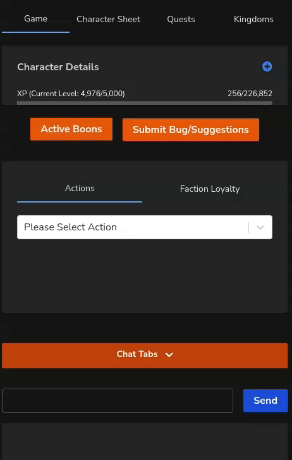 Game Character Sheet Quests Kingdoms
Character Details
XP (Current Level: 4,976/5,000) 256/226,852
Active Boons Submit Bug/Suggestions
Actions Faction Loyalty
Please Select Action
Chat Tabs
Send